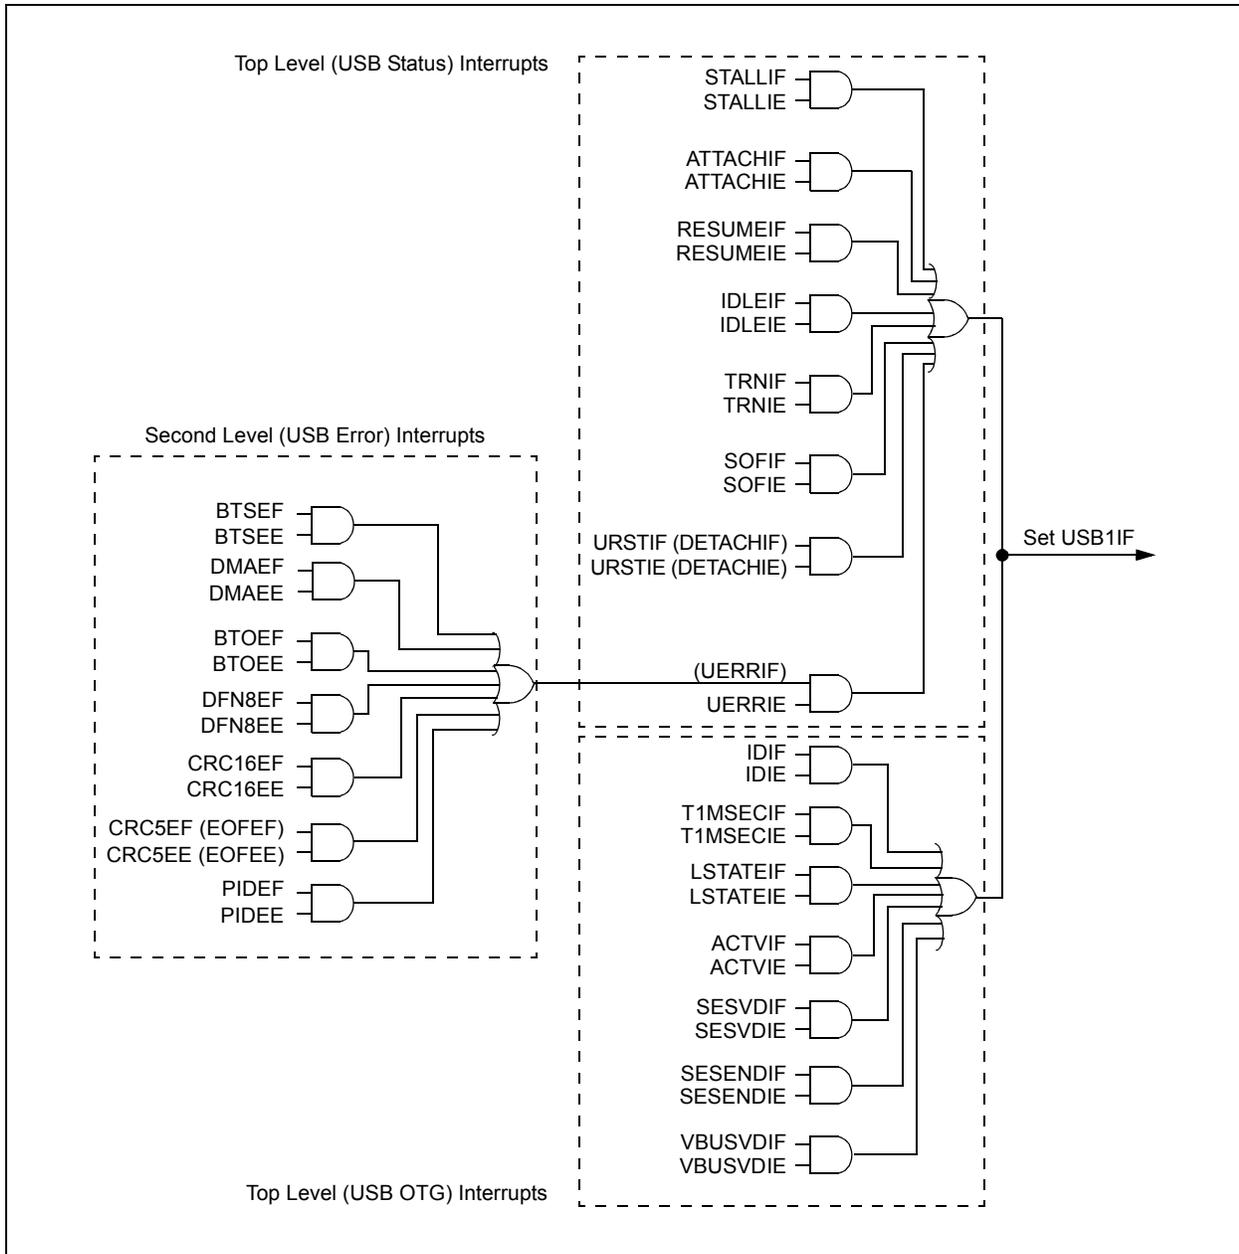 Top Level (USB Status) Interrupts
STALLIF
STALLIE
ATTACHIF
ATTACHIE
RESUMEIF
RESUMEIE
IDLEIF
IDLEIE
TRNIF
TRNIE
SOFIF
SOFIE
URSTIF (DETACHIF)
URSTIE (DETACHIE)
(UERRIF)
UERRIE
Second Level (USB Error) Interrupts
BTSEF
BTSEE
DMAEF
DMAEE
BTOEF
BTOEE
DFN8EF
DFN8EE
CRC16EF
CRC16EE
CRC5EF (EOFEF)
CRC5EE (EOFEE)
PIDEF
PIDEE
Set USB1IF
IDIF
IDIE
T1MSECIF
T1MSECIE
LSTATEIF
LSTATEIE
ACTVIF
ACTVIE
SESVDIF
SESVDIE
SESENDIF
SESENDIE
VBUSVDIF
VBUSVDIE
Top Level (USB OTG) Interrupts